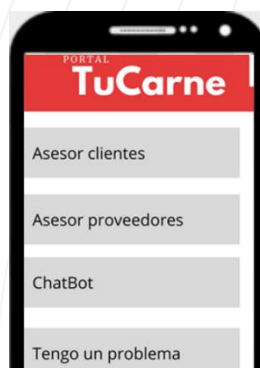 PORTAL
TuCarne
Asesor clientes
Asesor proveedores
ChatBot
Tengo un problema